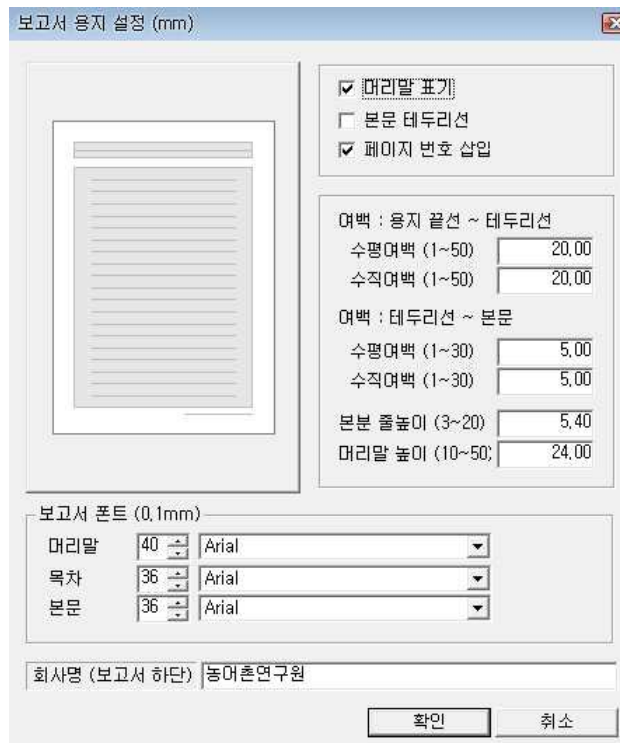 보고서 용지 설정 (mm)
머리말 표기
본문 테두리선
페이지 번호 삽입
여백 : 용지 끝선 ~ 테두리선
수평여백 (1~50) 20,00
수직여백 (1~50) 20,00
여백 : 테두리선 ~ 본문
수평여백 (1~30) 5,00
수직여백 (1~30) 5,00
본분 줄높이 (3~20) 5,40
머리말 높이 (10~50) 24,00
보고서 폰트 (0,1mm)
머리말 40 Arial
목차 36 Arial
본문 36 Arial
회사명 (보고서 하단) 농어촌연구원
확인 취소